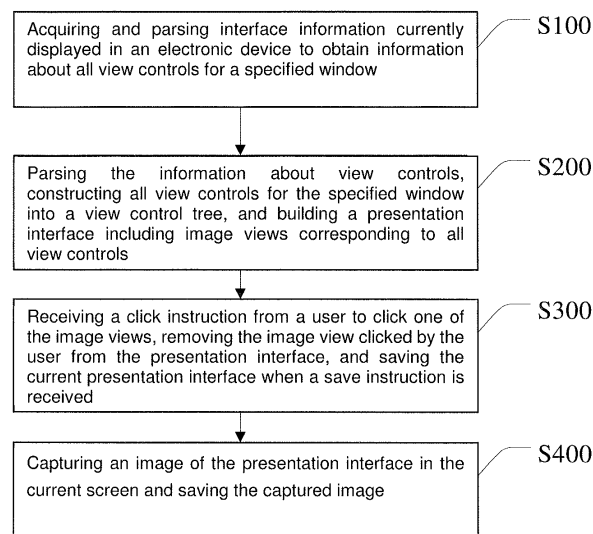 Acquiring and parsing interface information currently
displayed in an electronic device to obtain information
about all view controls for a specified window
S100
Parsing the information about view controls,
constructing all view controls for the specified window
into a view control tree, and building a presentation
interface including image views corresponding to all
view controls
S200
Receiving a click instruction from a user to click one of
the image views, removing the image view clicked by the
user from the presentation interface, and saving the
current presentation interface when a save instruction is
received
S300
Capturing an image of the presentation interface in the
current screen and saving the captured image
S400